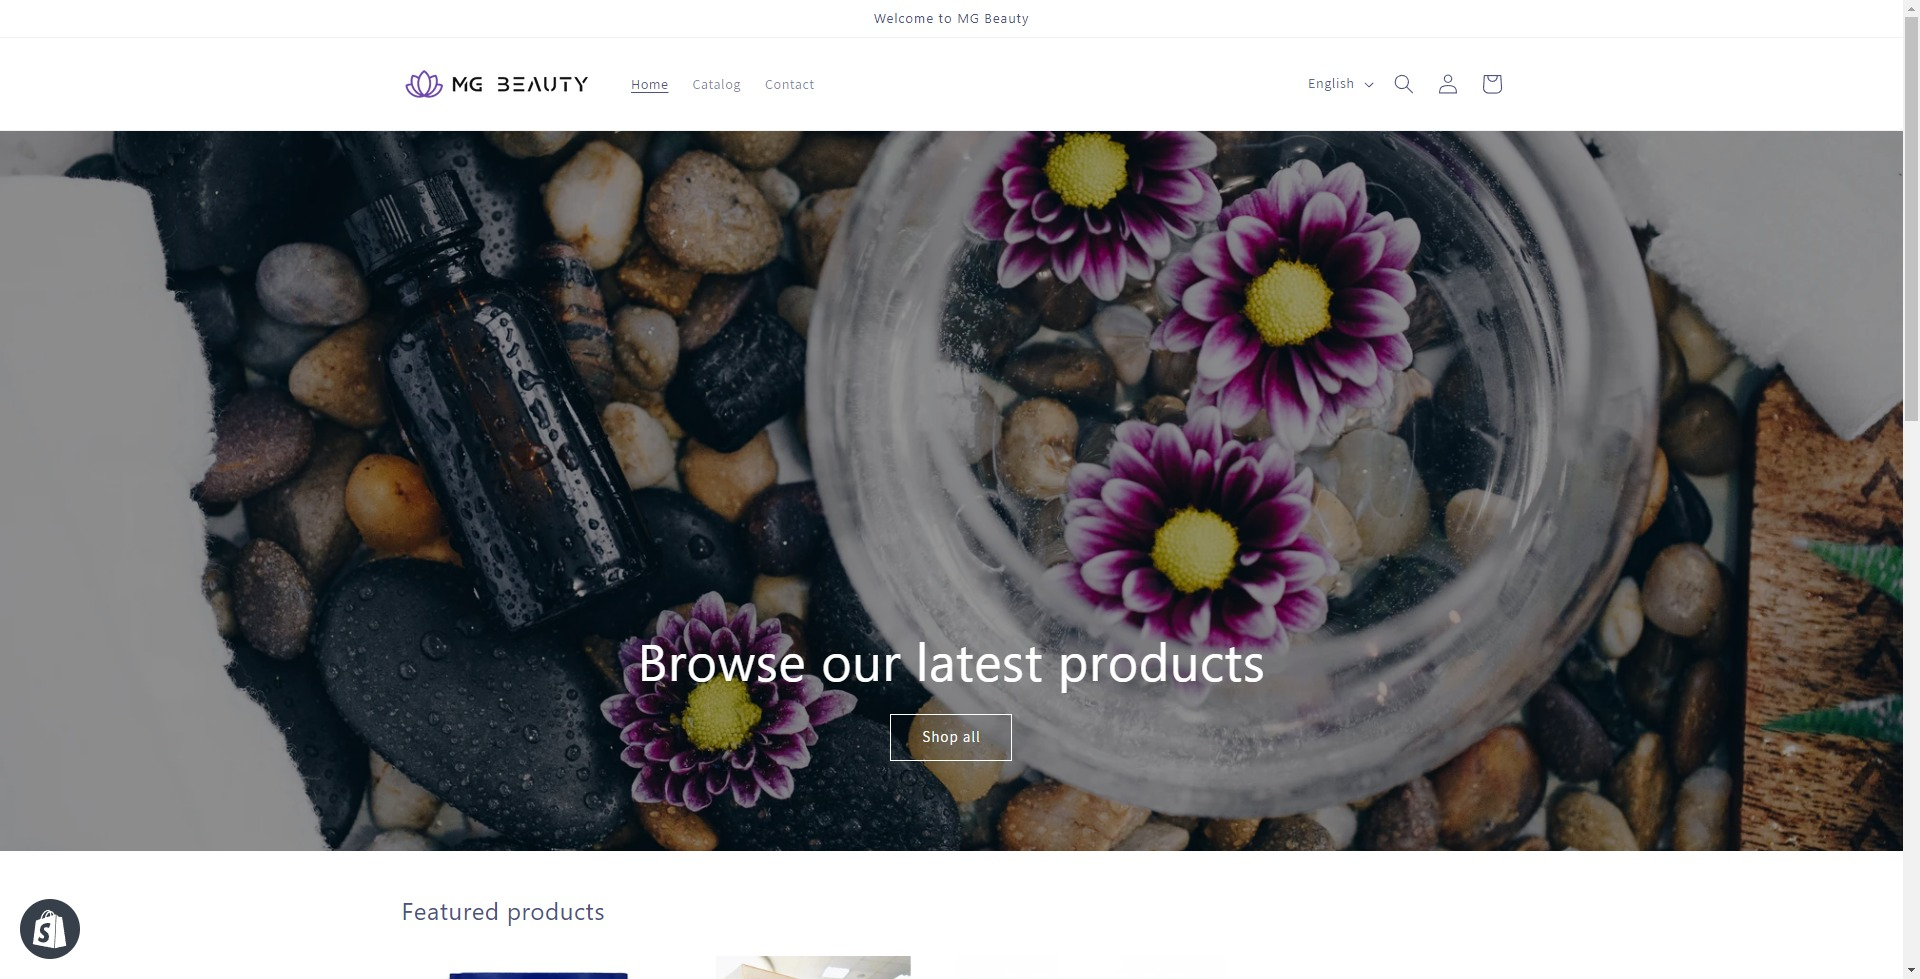 Welcome to MG Beauty
MG BEAUTY
Home
Catalog
Contact
English
Browse our latest products
Shop all
Featured products